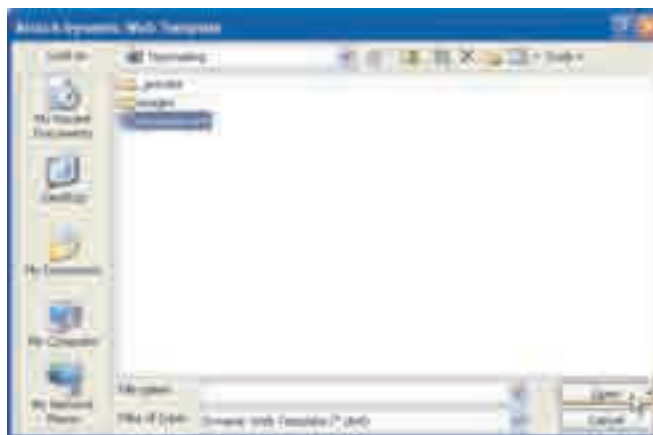 Attach Dynamic Web Template
Look in:
Tools
_private
images
My Recent
Documents
Desktop
My Documents
My Computer
My Network
Places
File name:
Files of type: Dynamic Web Template (*.dwt)
Open
Cancel